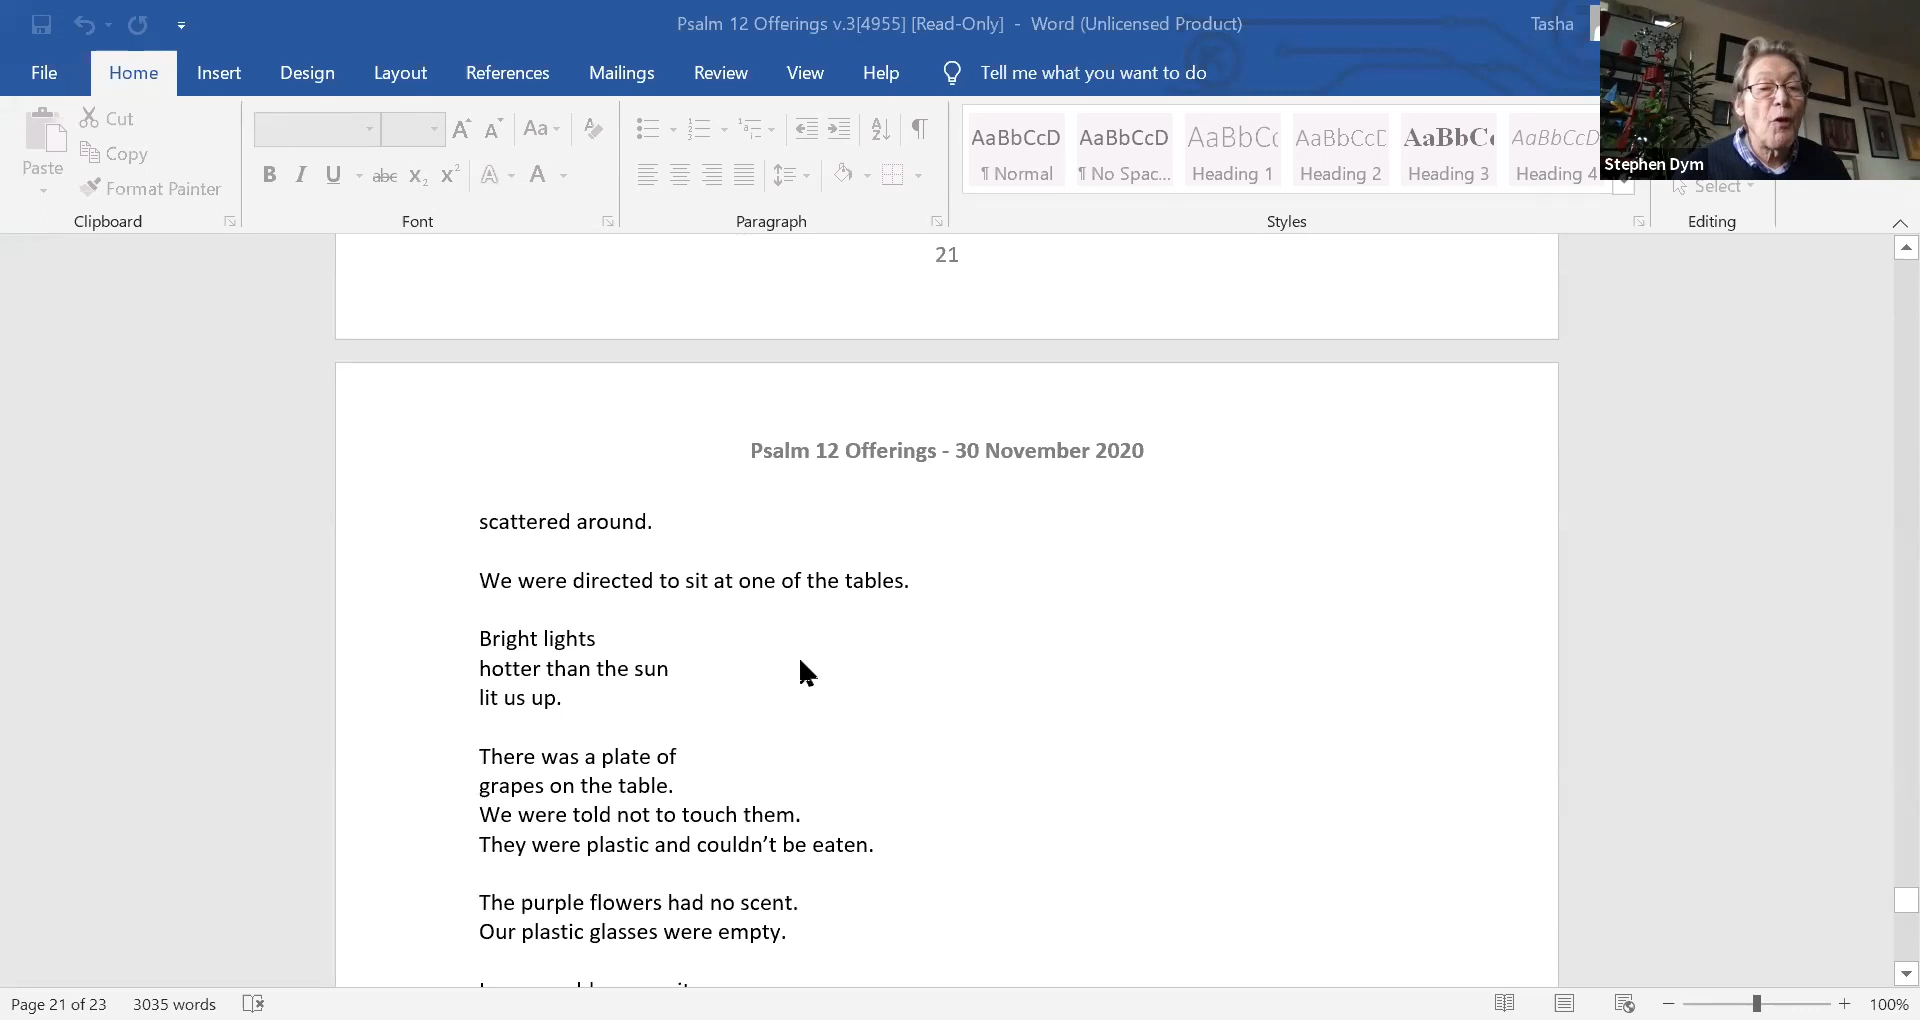 Psalm 12 Offerings v.3[4955] [Read-Only] - Word (Unlicensed Product)
Tasha
File Home Insert Design Layout References Mailings Review View Help Tell me what you want to do
Stephen Dym
Cut
Copy
Paste
Format Painter
Clipboard
Aa
B I U abc X₂ X² A A
Font
Paragraph
AaBbCcD AaBbCcD AaBbCc AaBbCcD AaBbCc AaBbCcD
¶ Normal ¶ No Spac... Heading 1 Heading 2 Heading 3 Heading 4
Styles
Select
Editing
21
Psalm 12 Offerings - 30 November 2020
scattered around.
We were directed to sit at one of the tables.
Bright lights
hotter than the sun
lit us up.
There was a plate of
grapes on the table.
We were told not to touch them.
They were plastic and couldn’t be eaten.
The purple flowers had no scent.
Our plastic glasses were empty.
Page 21 of 23 3035 words 100%